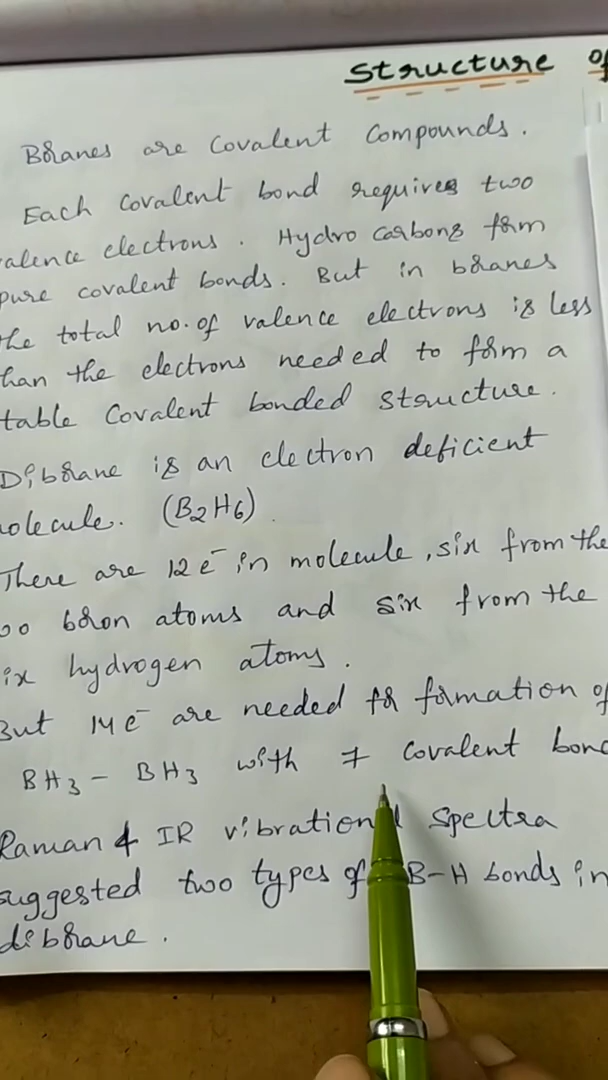 Structure of
Boranes are Covalent Compounds.
Each Covalent bond requires two
valence electrons. Hydro carbons form
pure covalent bonds. But in boranes
the total no. of valence electrons is less
than the electrons needed to form a
stable Covalent bonded structure.
Diborane is an electron deficient
molecule. (B2H6)
There are 12 e⁻ in molecule, six from the
two boron atoms and six from the
six hydrogen atoms.
But 14 e⁻ are needed for formation of
BH3 - BH3 with 7 covalent bond
Raman & IR vibrational spectra
suggested two types of B-H bonds in
diborane.